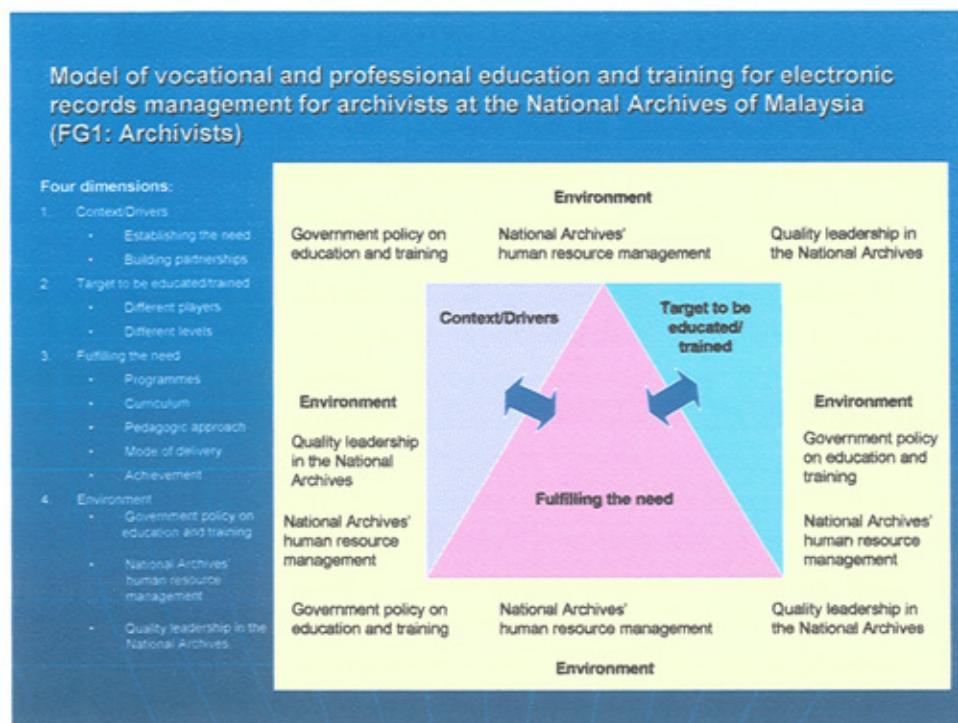 Model of vocational and professional education and training for electronic
records management for archivists at the National Archives of Malaysia
(FG1: Archivists)
Four dimensions:
1. Context/Drivers
• Establishing the need
• Building partnerships
2. Target to be educated/trained
• Different players
• Different levels
3. Fulfilling the need
• Programmes
• Curriculum
• Pedagogic approach
• Mode of delivery
• Achievement
4. Environment
• Government policy on
education and training
• National Archives'
human resource
management
• Quality leadership in the
National Archives.
Environment
Government policy on
education and training
National Archives'
human resource management
Quality leadership in
the National Archives
Context/Drivers
Target to be
educated/
trained
Environment
Quality leadership
in the National
Archives
National Archives'
human resource
management
Fulfilling the need
Environment
Government policy
on education and
training
National Archives'
human resource
management
Government policy on
education and training
National Archives'
human resource management
Quality leadership in
the National Archives
Environment